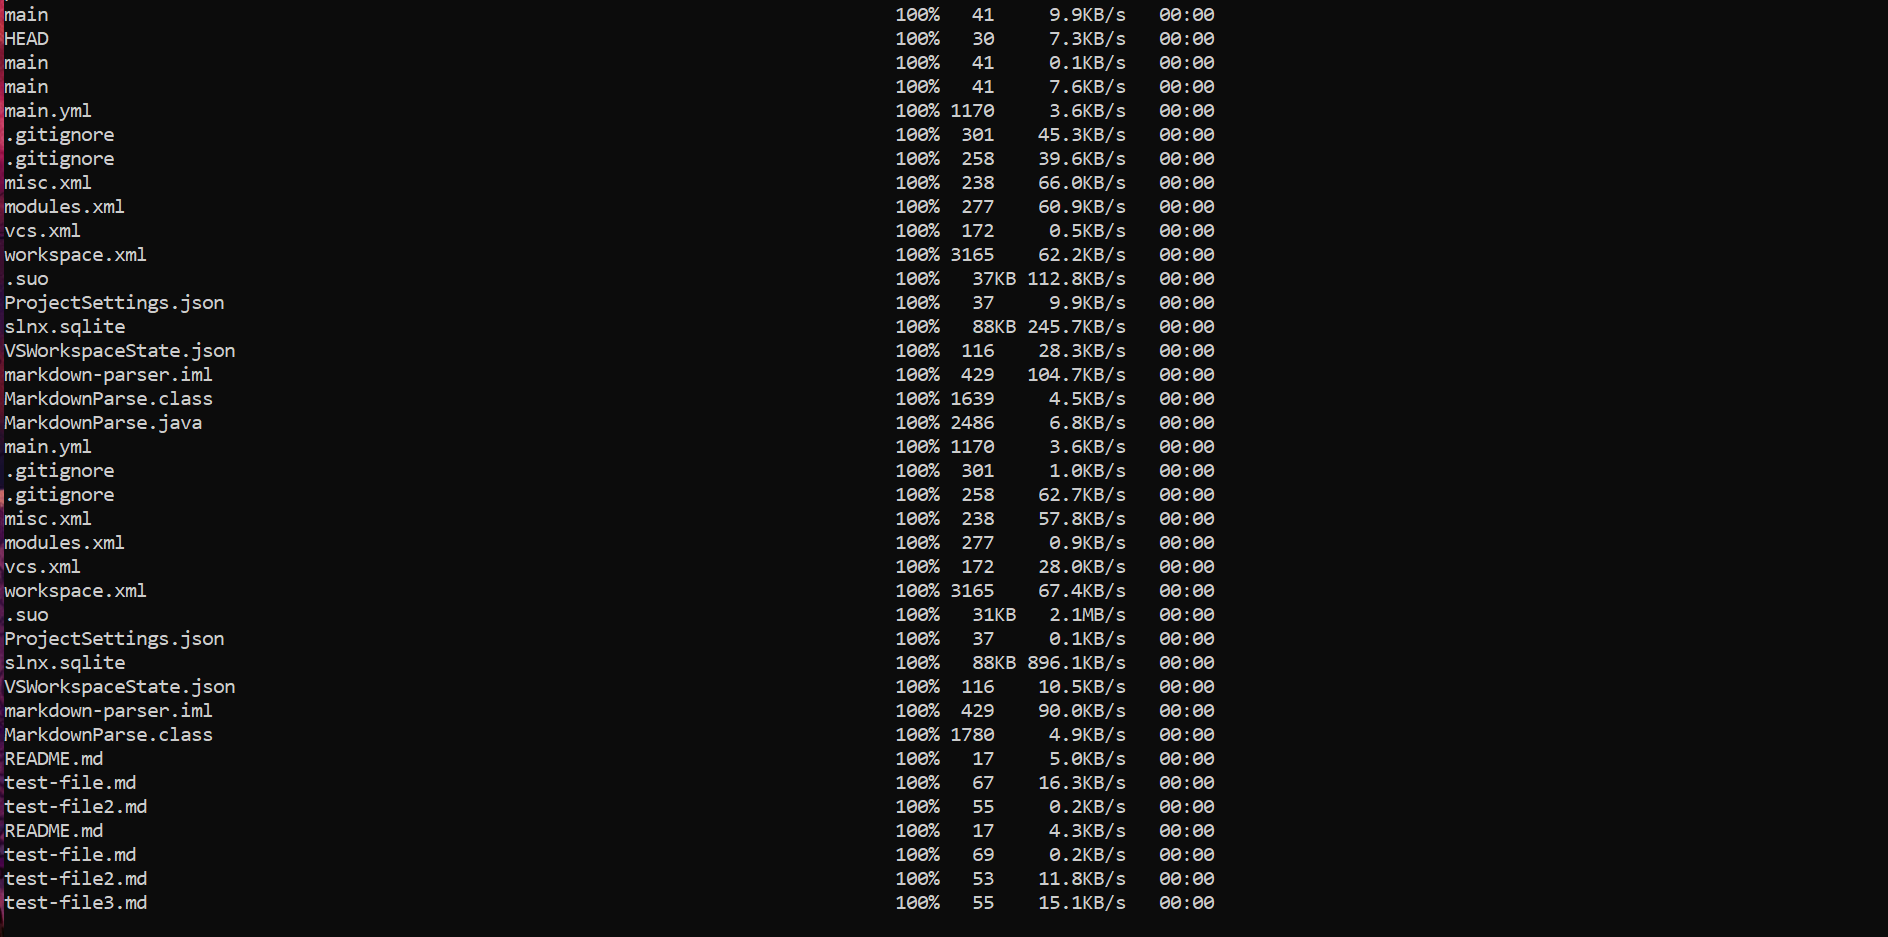 main 100% 41 9.9KB/s 00:00
HEAD 100% 30 7.3KB/s 00:00
main 100% 41 0.1KB/s 00:00
main 100% 41 7.6KB/s 00:00
main.yml 100% 1170 3.6KB/s 00:00
.gitignore 100% 301 45.3KB/s 00:00
.gitignore 100% 258 39.6KB/s 00:00
misc.xml 100% 238 66.0KB/s 00:00
modules.xml 100% 277 60.9KB/s 00:00
vcs.xml 100% 172 0.5KB/s 00:00
workspace.xml 100% 3165 62.2KB/s 00:00
.suo 100% 37KB 112.8KB/s 00:00
ProjectSettings.json 100% 37 9.9KB/s 00:00
slnx.sqlite 100% 88KB 245.7KB/s 00:00
VSWorkspaceState.json 100% 116 28.3KB/s 00:00
markdown-parser.iml 100% 429 104.7KB/s 00:00
MarkdownParse.class 100% 1639 4.5KB/s 00:00
MarkdownParse.java 100% 2486 6.8KB/s 00:00
main.yml 100% 1170 3.6KB/s 00:00
.gitignore 100% 301 1.0KB/s 00:00
.gitignore 100% 258 62.7KB/s 00:00
misc.xml 100% 238 57.8KB/s 00:00
modules.xml 100% 277 0.9KB/s 00:00
vcs.xml 100% 172 28.0KB/s 00:00
workspace.xml 100% 3165 67.4KB/s 00:00
.suo 100% 31KB 2.1MB/s 00:00
ProjectSettings.json 100% 37 0.1KB/s 00:00
slnx.sqlite 100% 88KB 896.1KB/s 00:00
VSWorkspaceState.json 100% 116 10.5KB/s 00:00
markdown-parser.iml 100% 429 90.0KB/s 00:00
MarkdownParse.class 100% 1780 4.9KB/s 00:00
README.md 100% 17 5.0KB/s 00:00
test-file.md 100% 67 16.3KB/s 00:00
test-file2.md 100% 55 0.2KB/s 00:00
README.md 100% 17 4.3KB/s 00:00
test-file.md 100% 69 0.2KB/s 00:00
test-file2.md 100% 53 11.8KB/s 00:00
test-file3.md 100% 55 15.1KB/s 00:00